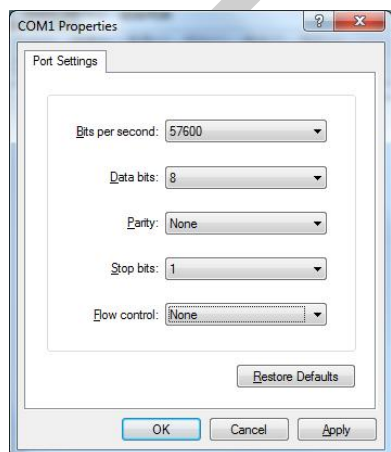 COM1 Properties
Port Settings
Bits per second: 57600
Data bits: 8
Parity: None
Stop bits: 1
Flow control: None
Restore Defaults
OK Cancel Apply